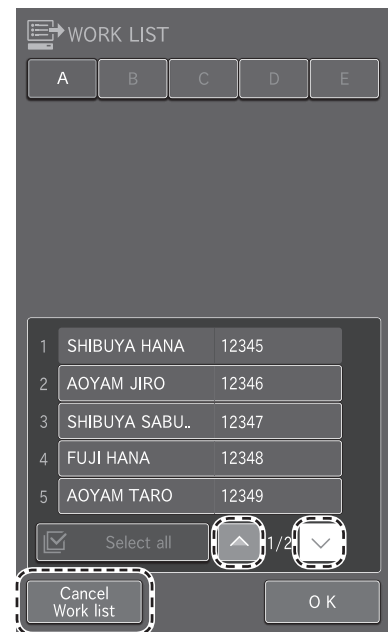 WORK LIST
A B C D E
1 SHIBUYA HANA 12345
2 AOYAM JIRO 12346
3 SHIBUYA SABU.. 12347
4 FUJI HANA 12348
5 AOYAM TARO 12349
Select all 1/2
Cancel
Work list
O K